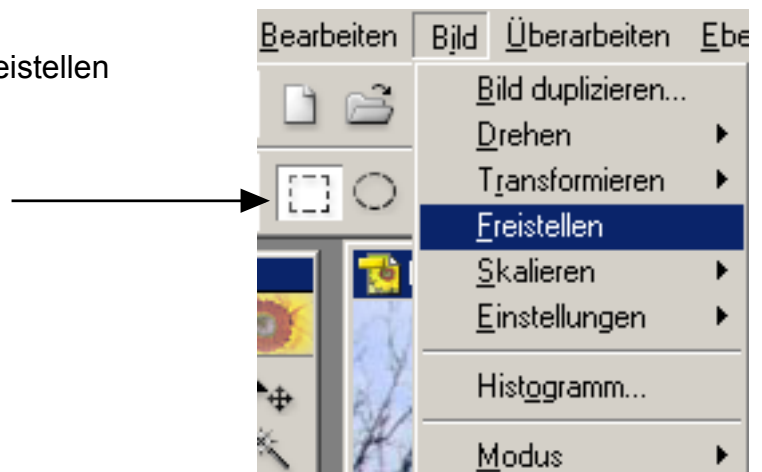 eistellen
Bearbeiten Bild Überarbeiten Ebe
Bild duplizieren...
Drehen
Transformieren
Freistellen
Skalieren
Einstellungen
Histogramm...
Modus